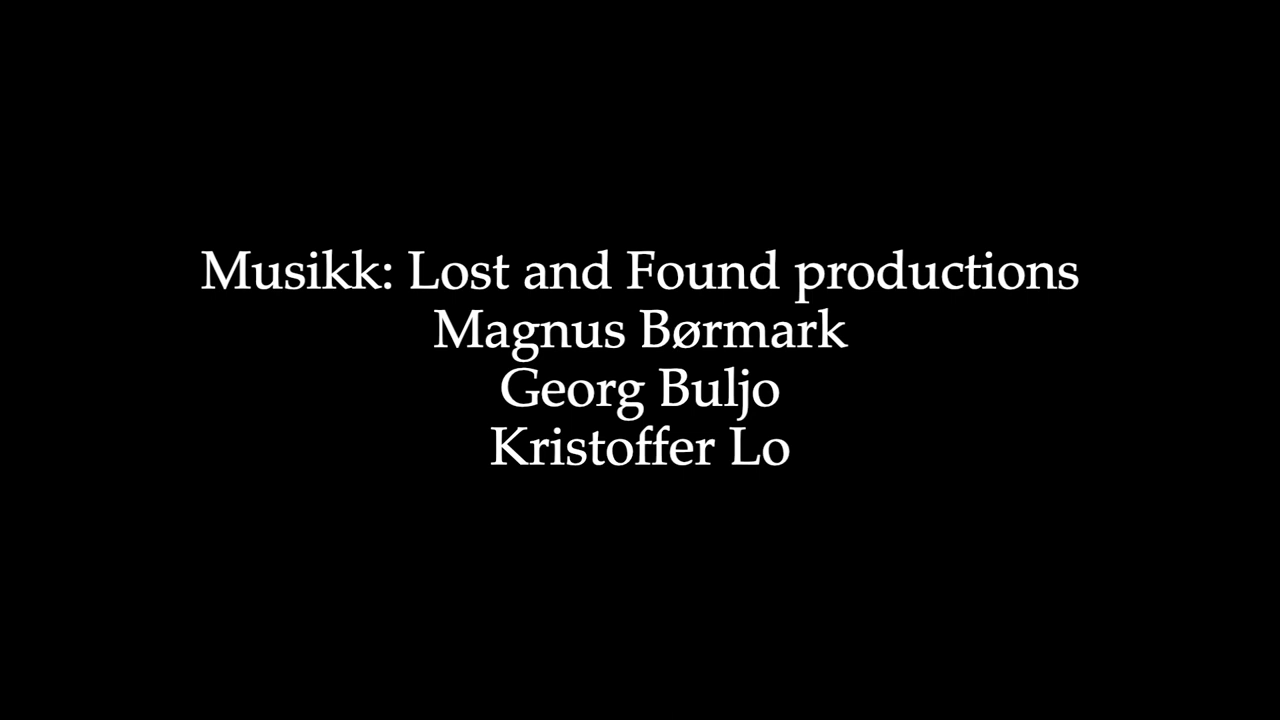 Musikk: Lost and Found productions
Magnus Børmark
Georg Buljo
Kristoffer Lo